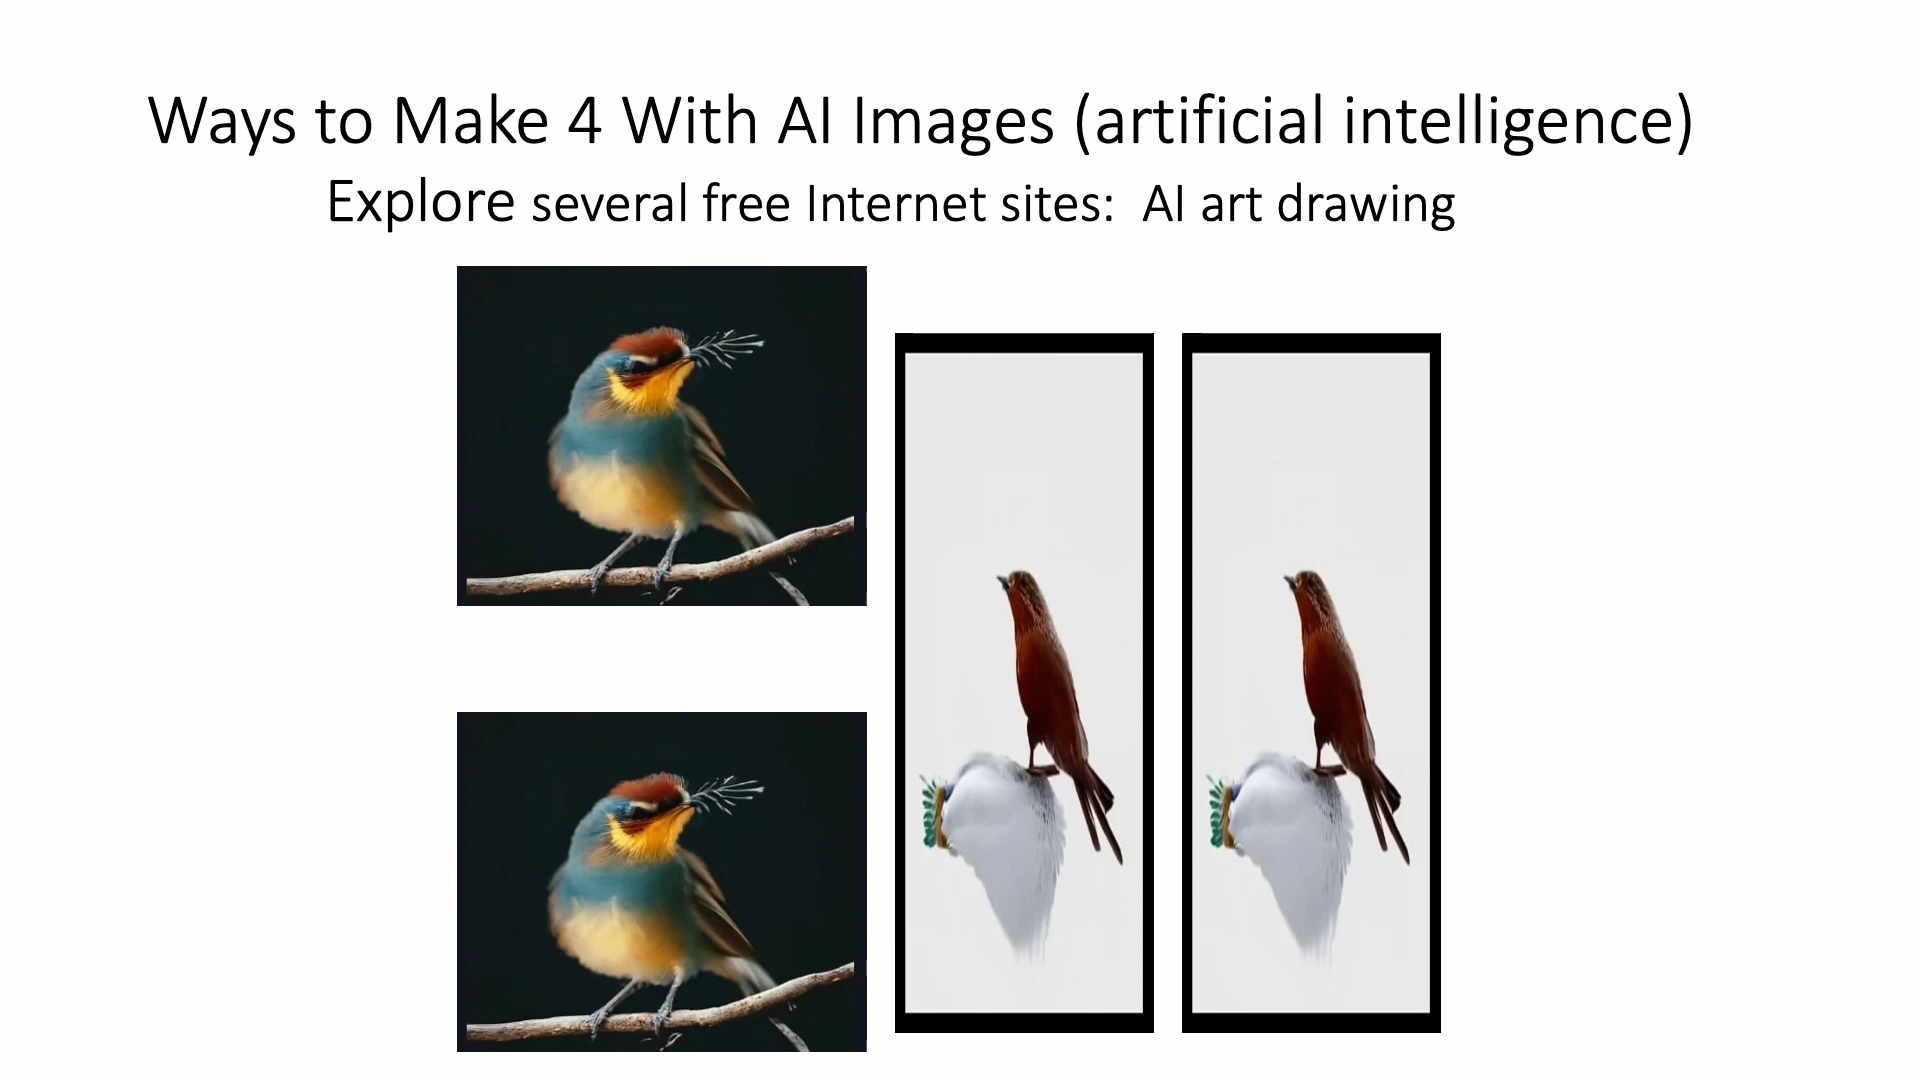 Ways to Make 4 With AI Images (artificial intelligence)
Explore several free Internet sites:  AI art drawing